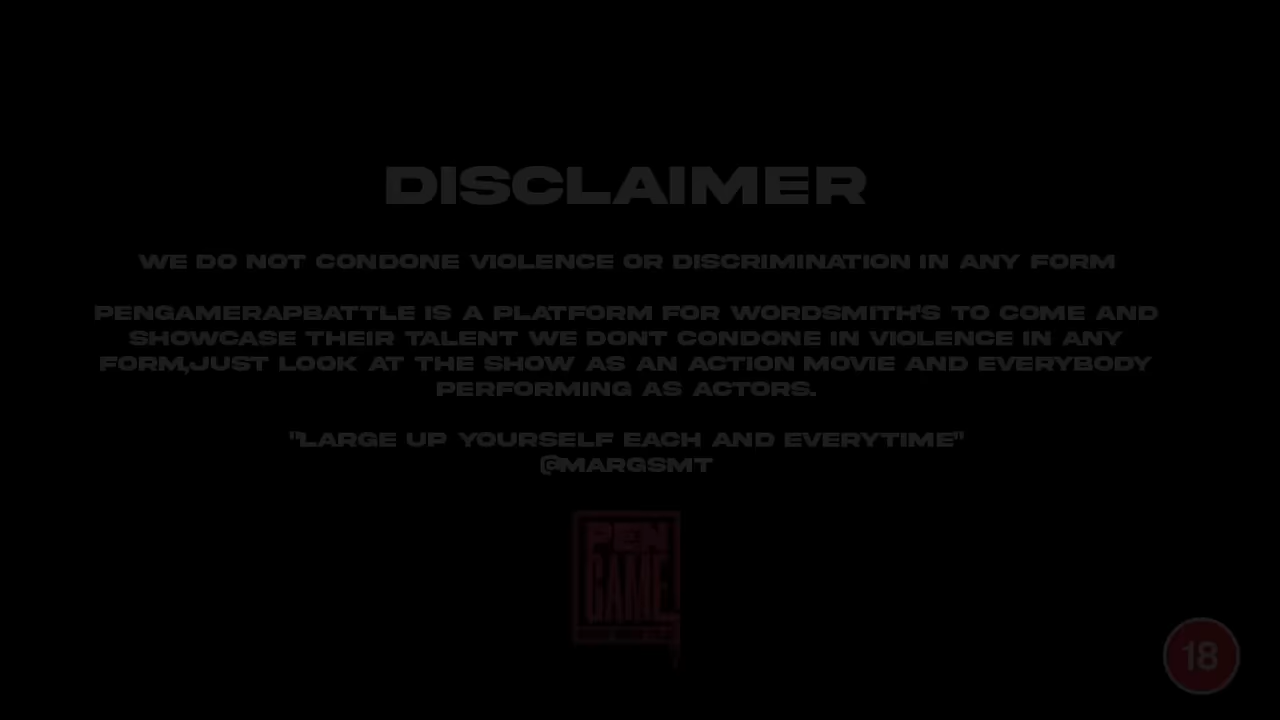 DISCLAIMER
WE DO NOT CONDONE VIOLENCE OR DISCRIMINATION IN ANY FORM
PENGAMERAPBATTLE IS A PLATFORM FOR WORDSMITH'S TO COME AND
SHOWCASE THEIR TALENT WE DONT CONDONE IN VIOLENCE IN ANY
FORM,JUST LOOK AT THE SHOW AS AN ACTION MOVIE AND EVERYBODY
PERFORMING AS ACTORS.
"LARGE UP YOURSELF EACH AND EVERYTIME"
@MARGSMT
PEN
GAME
18